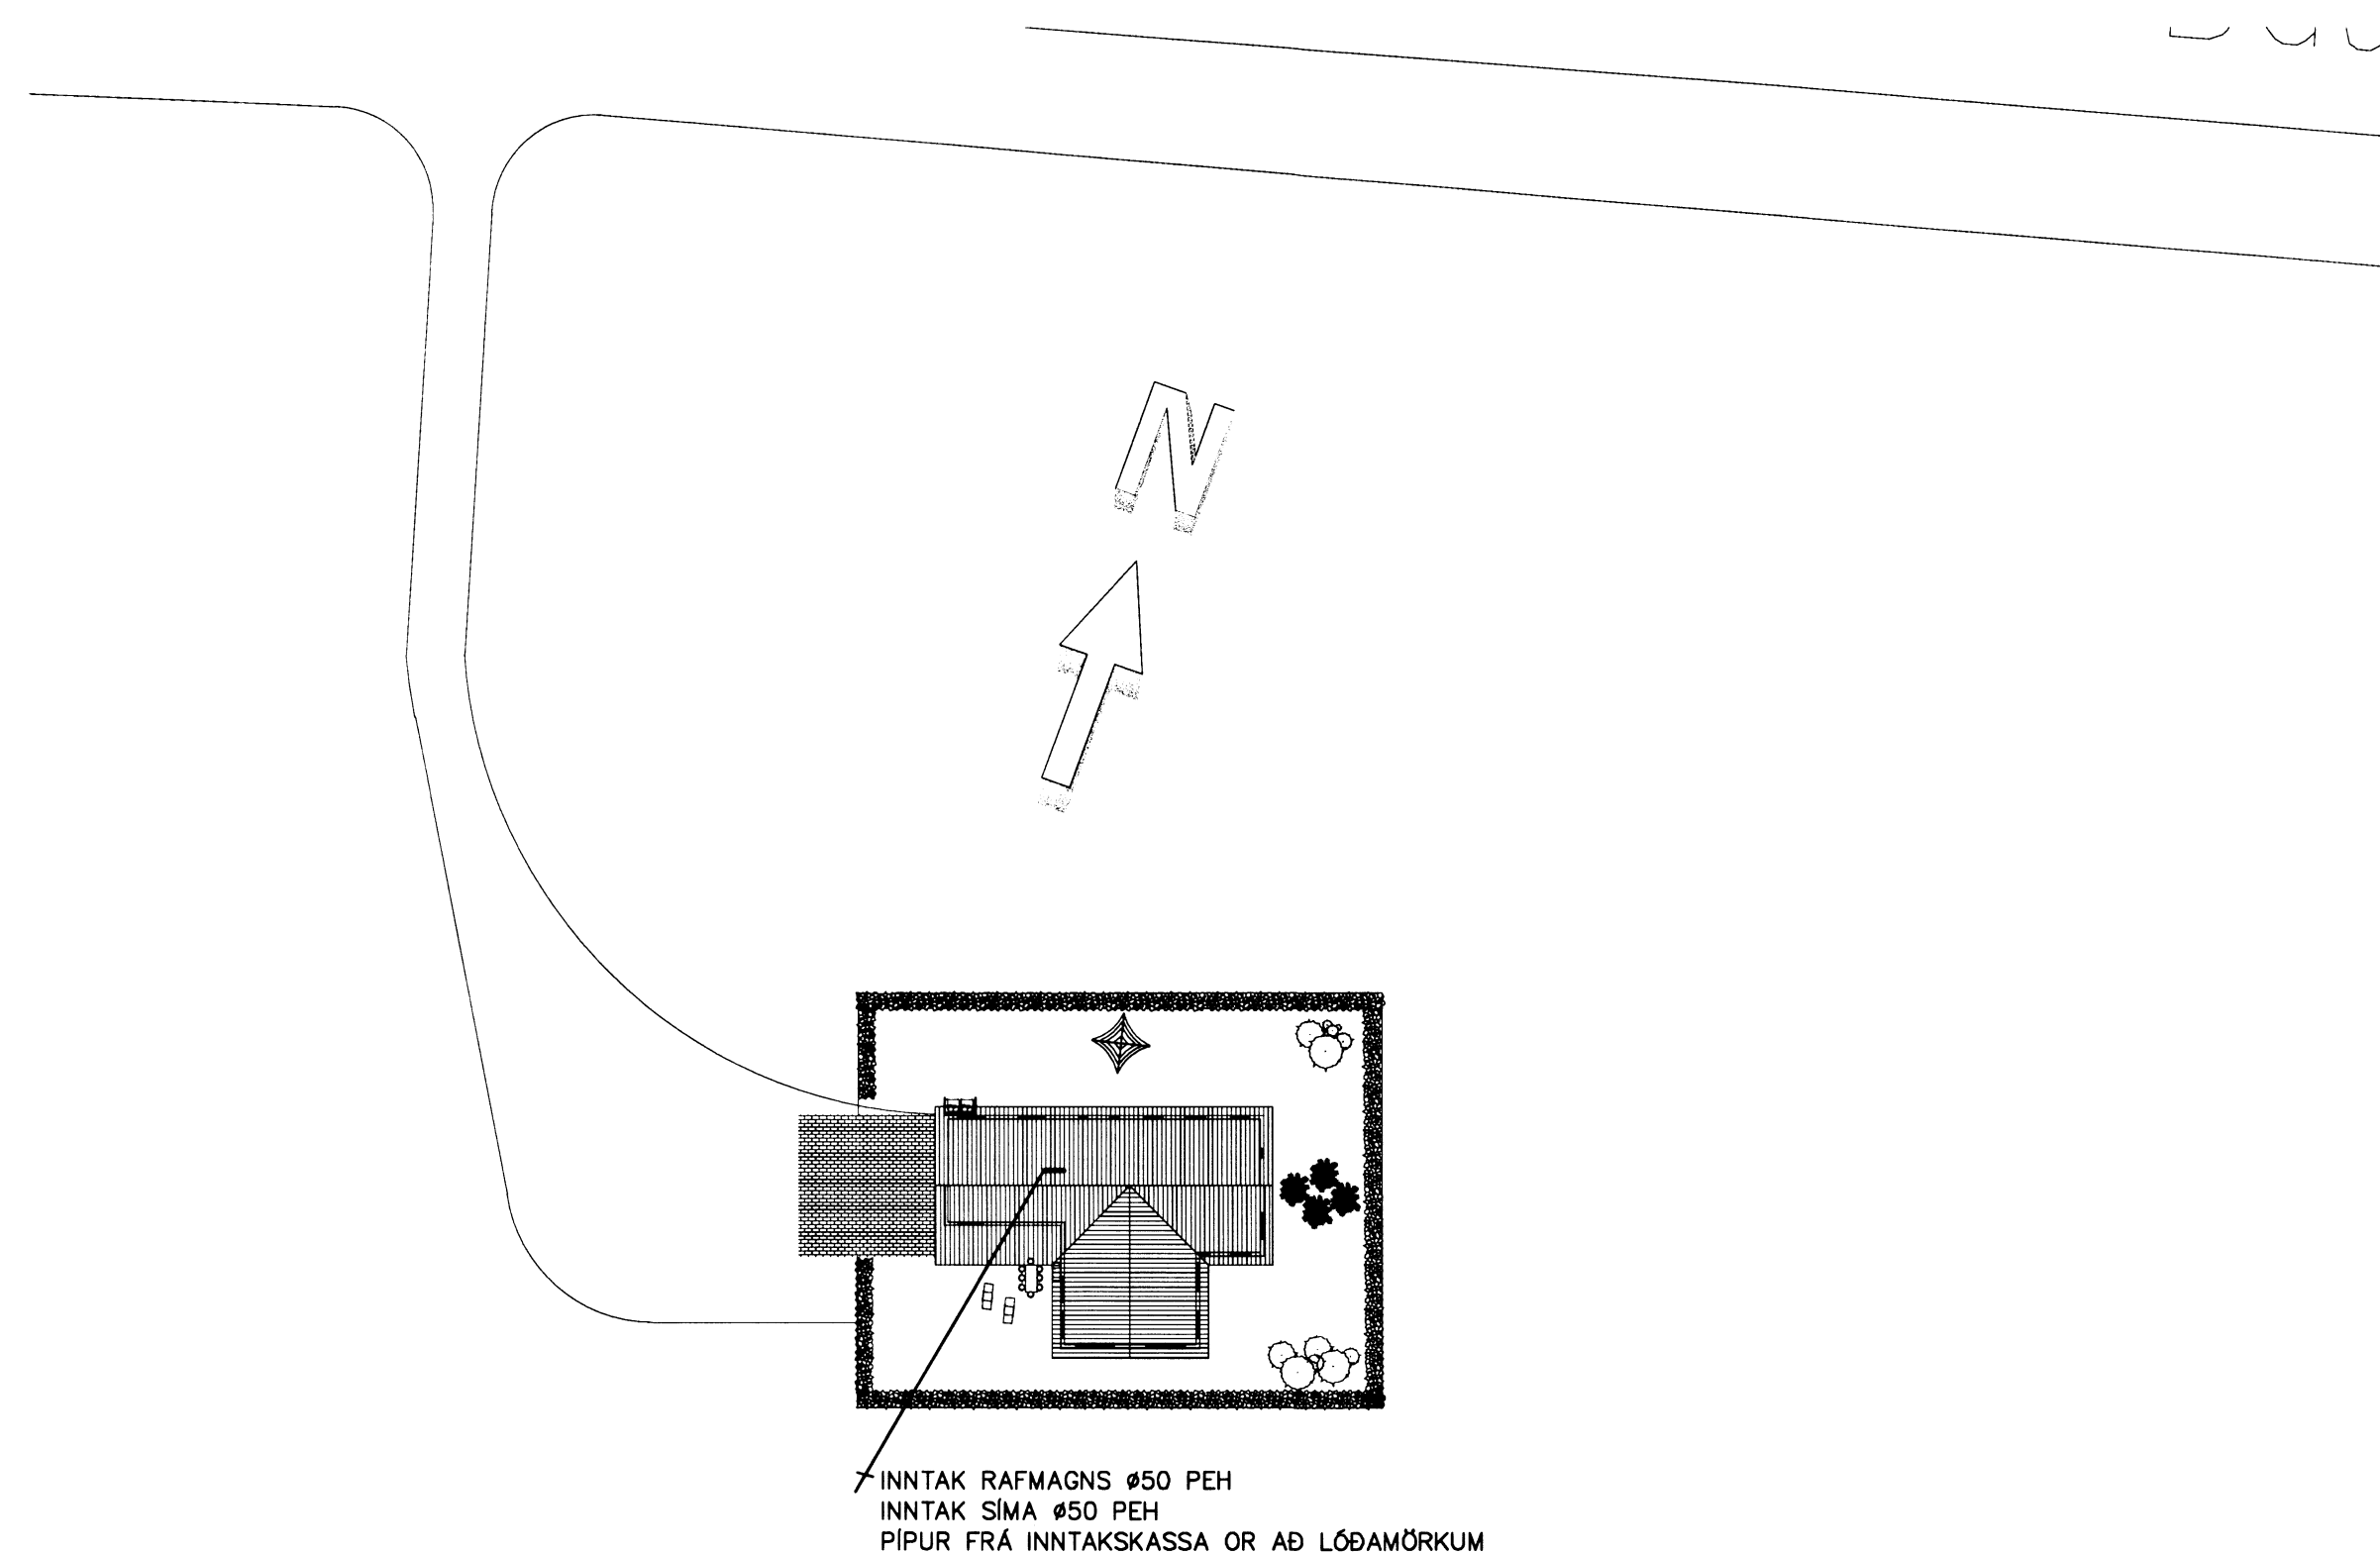 N
INNTAK RAFMAGNS ø50 PEH
INNTAK SÍMA ø50 PEH
PÍPUR FRÁ INNTAKSKASSA OR AÐ LÓÐAMÖRKUM